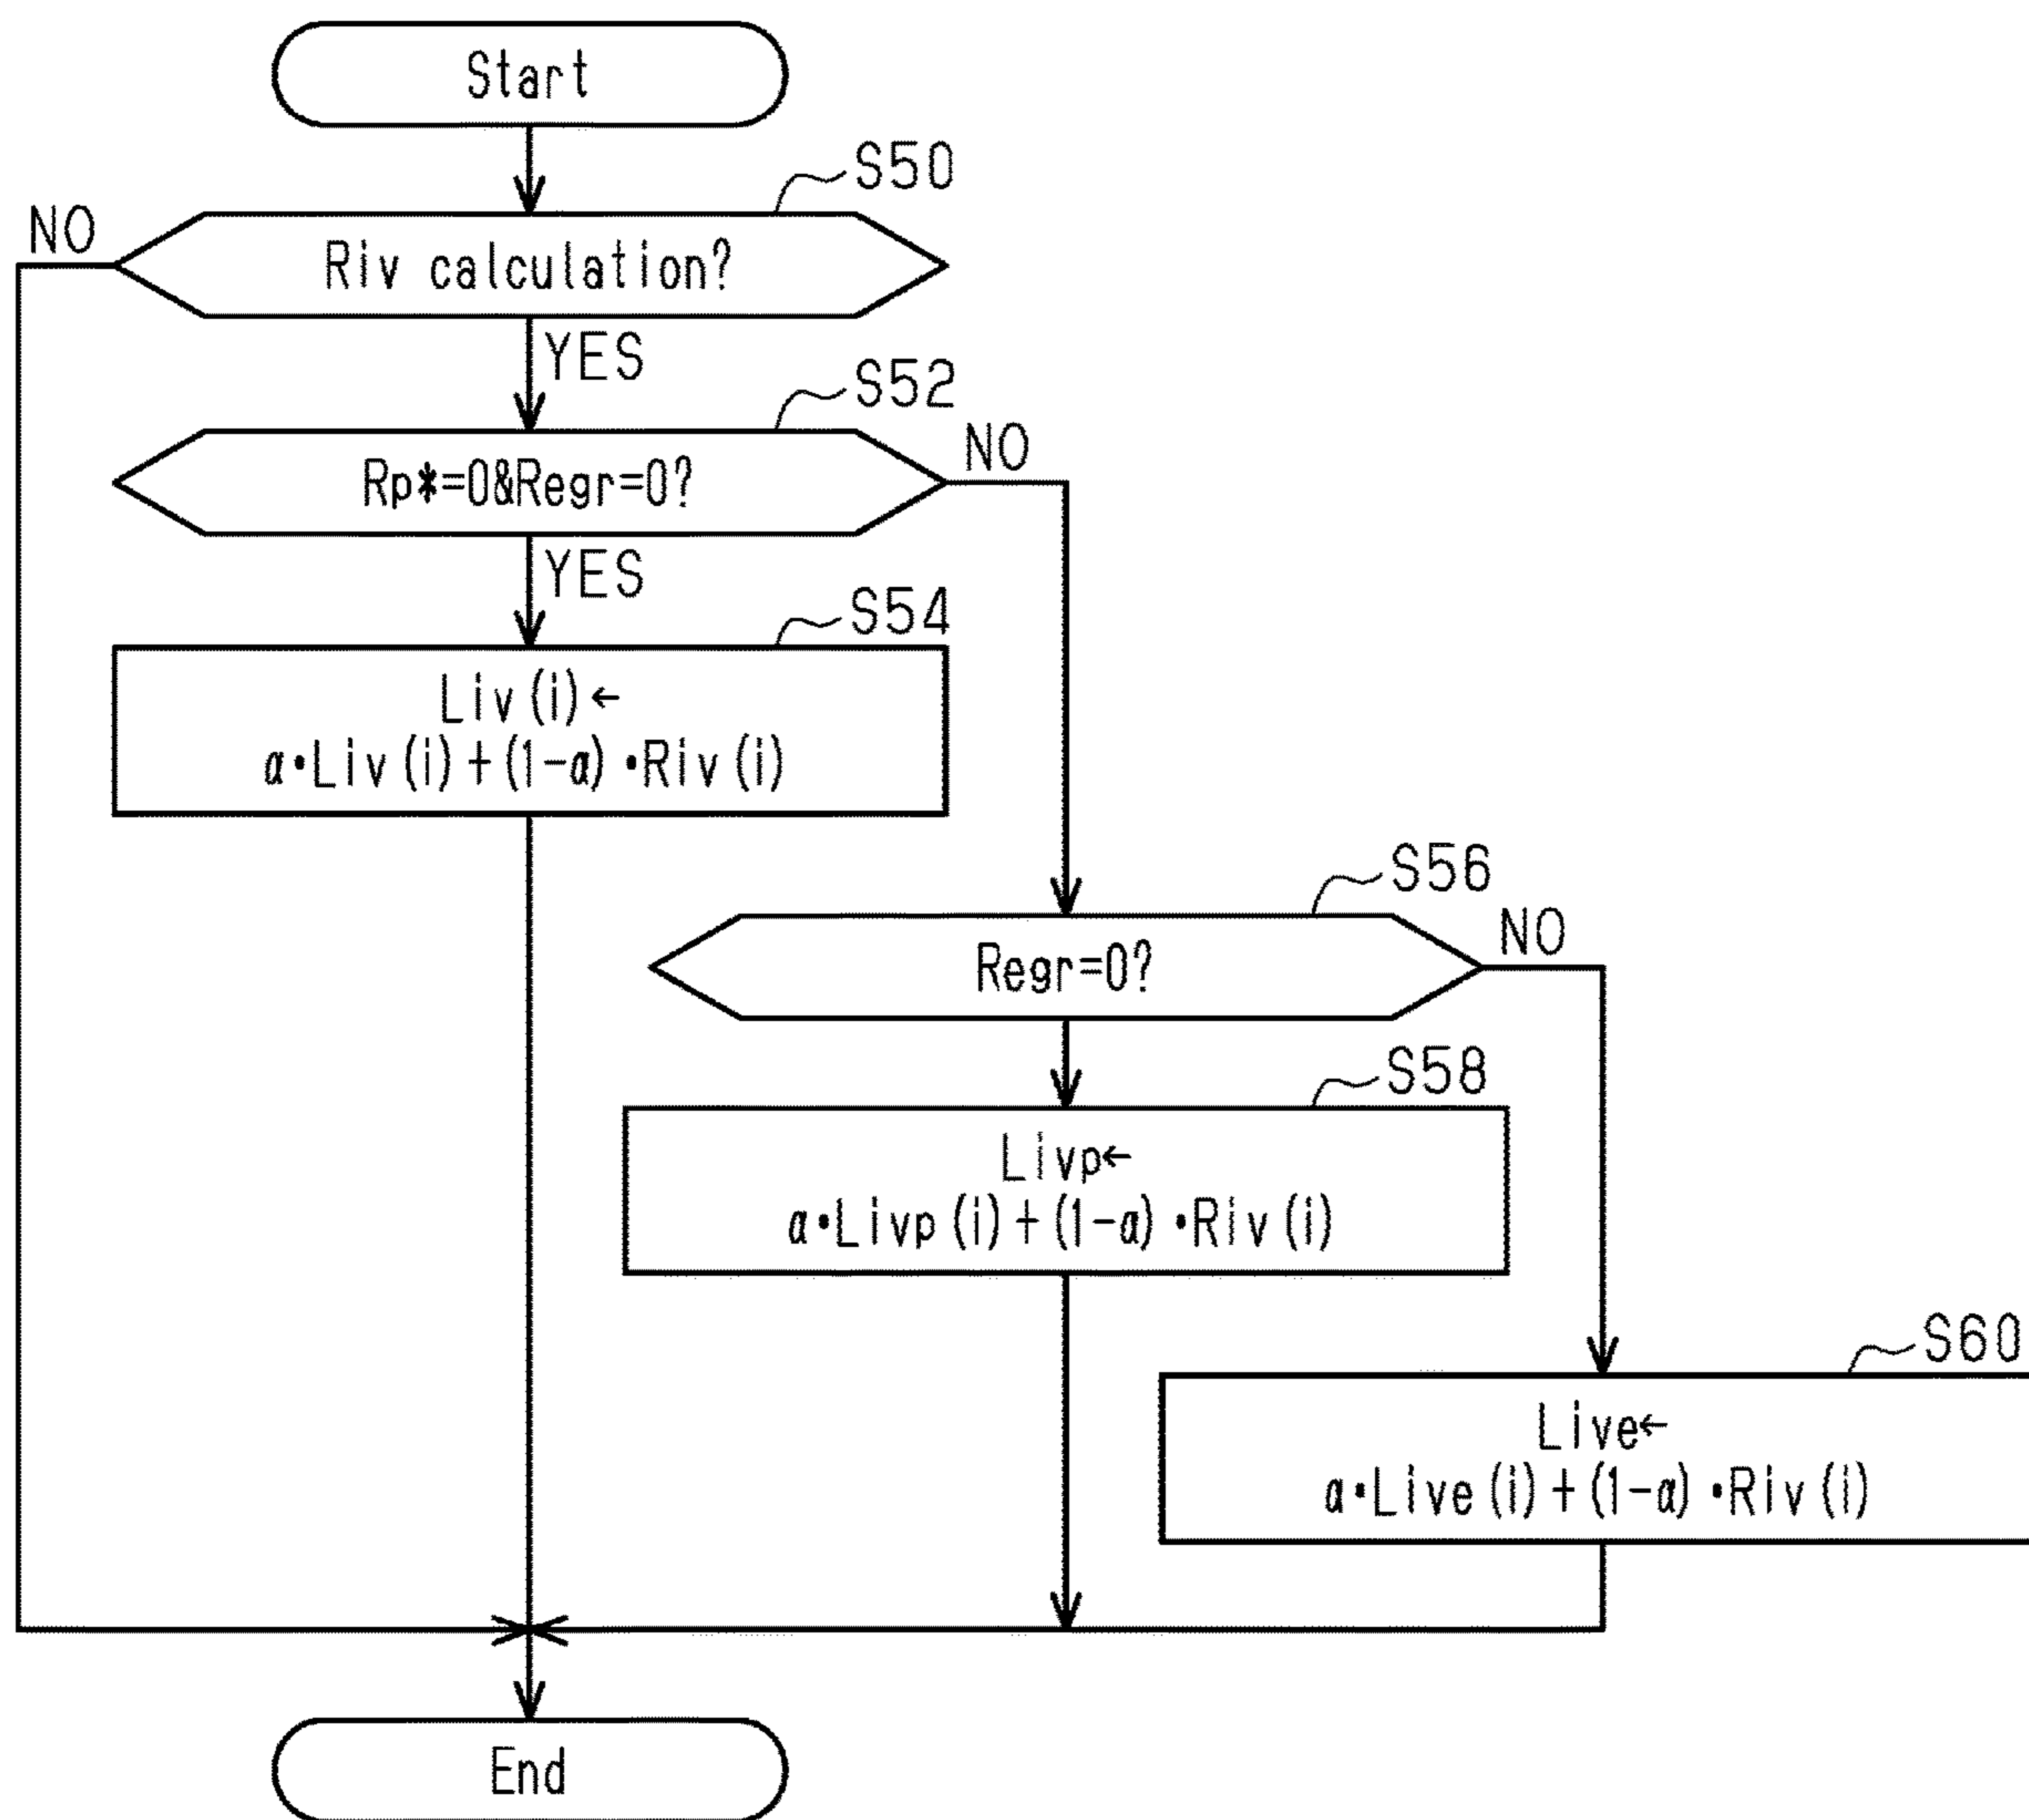 Start
S50
NO
Riv calculation?
YES
S52
NO
Rp*=0&Regr=0?
YES
S54
Liv(i)←
α·Liv(i)+(1-α)·Riv(i)
S56
NO
Regr=0?
S58
Livp←
α·Livp(i)+(1-α)·Riv(i)
S60
Live←
α·Live(i)+(1-α)·Riv(i)
End